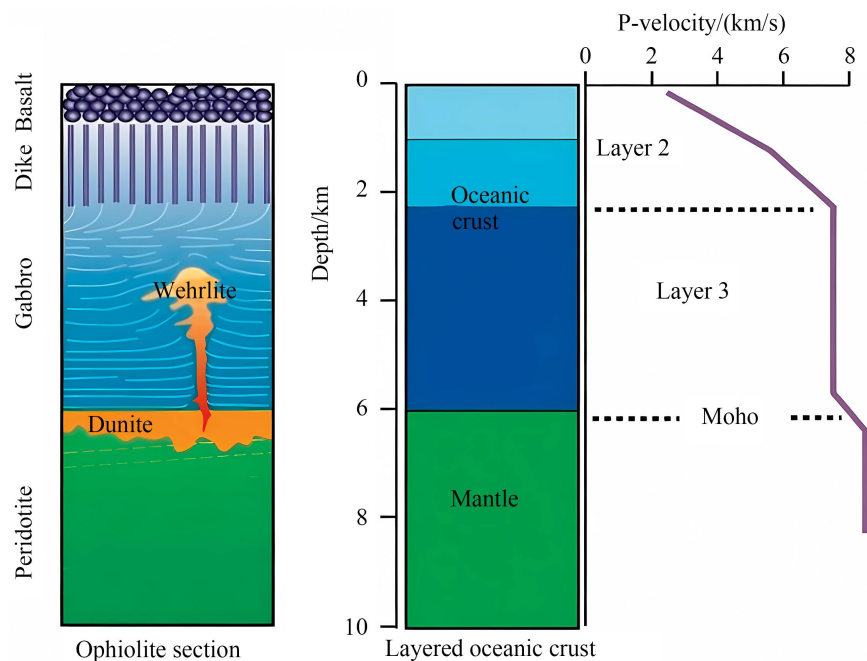 P-velocity/(km/s)
0 2 4 6 8
Basalt
Dike
Gabbro
Peridotite
Wehrlite
Dunite
Ophiolite section
Depth/km
0
2
4
6
8
10
Oceanic
crust
Mantle
Layered oceanic crust
Layer 2
Layer 3
Moho